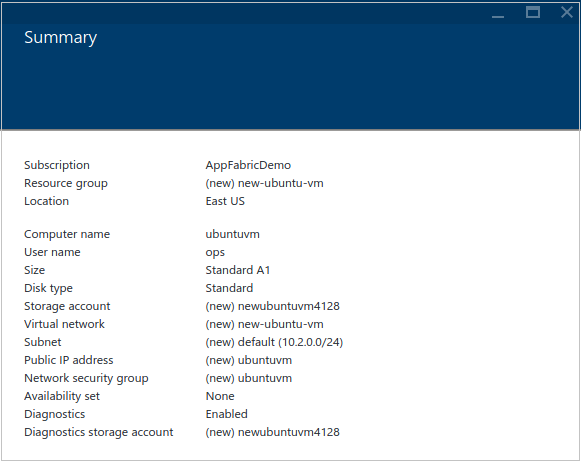 Summary
Subscription AppFabricDemo
Resource group (new) new-ubuntu-vm
Location East US
Computer name ubuntuvm
User name ops
Size Standard A1
Disk type Standard
Storage account (new) newubuntuvm4128
Virtual network (new) new-ubuntu-vm
Subnet (new) default (10.2.0.0/24)
Public IP address (new) ubuntuvm
Network security group (new) ubuntuvm
Availability set None
Diagnostics Enabled
Diagnostics storage account (new) newubuntuvm4128